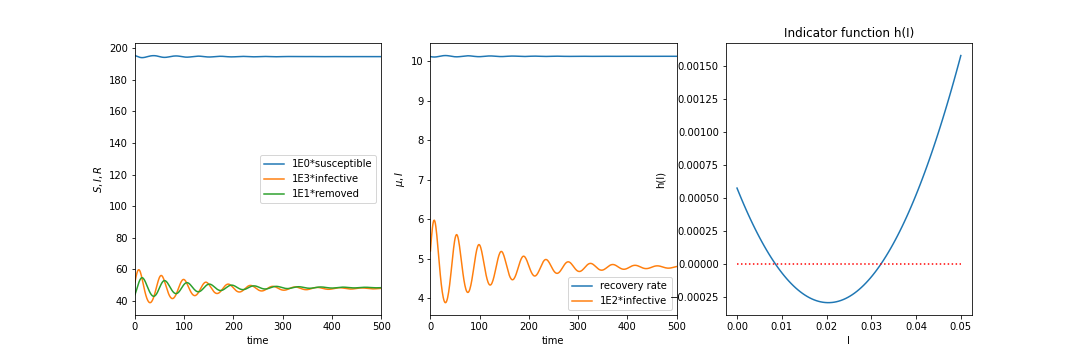 Indicator function h(I)
200
180
160
140
120
100
80
60
40
S, I, R
1E0*susceptible
1E3*infective
1E1*removed
0 100 200 300 400 500
time
10
9
8
7
6
5
4
μ, I
recovery rate
1E2*infective
0 100 200 300 400 500
time
0.00150
0.00125
0.00100
0.00075
0.00050
0.00025
0.00000
−0.00025
h(I)
0.00 0.01 0.02 0.03 0.04 0.05
I